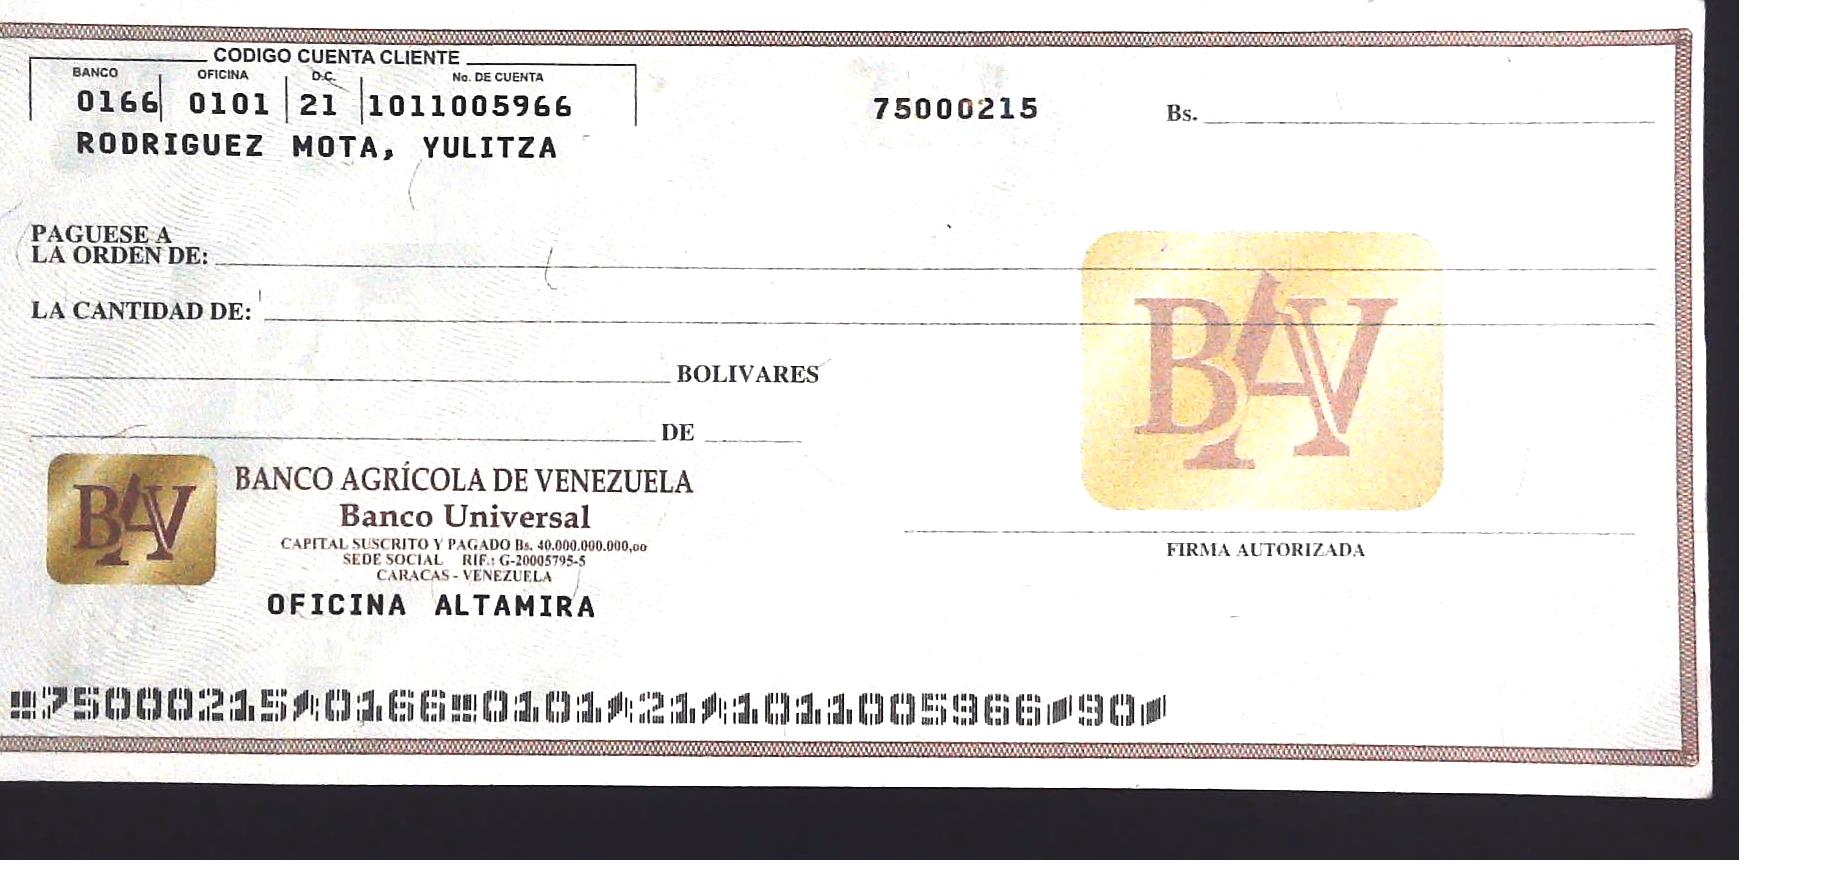 CODIGO CUENTA CLIENTE
BANCO OFICINA D.C. No. DE CUENTA
0166 0101 21 1011005966 75000215 Bs.
RODRIGUEZ MOTA, YULITZA
PAGUESE A
LA ORDEN DE:
LA CANTIDAD DE:
BOLIVARES
DE
BAV
BAV
BANCO AGRÍCOLA DE VENEZUELA
Banco Universal
CAPITAL SUSCRITO Y PAGADO Bs. 40.000.000.000,00
SEDE SOCIAL RIF.: G-20005795-5
CARACAS - VENEZUELA
FIRMA AUTORIZADA
OFICINA ALTAMIRA
75000215 0166 0101 21 1011005966 90